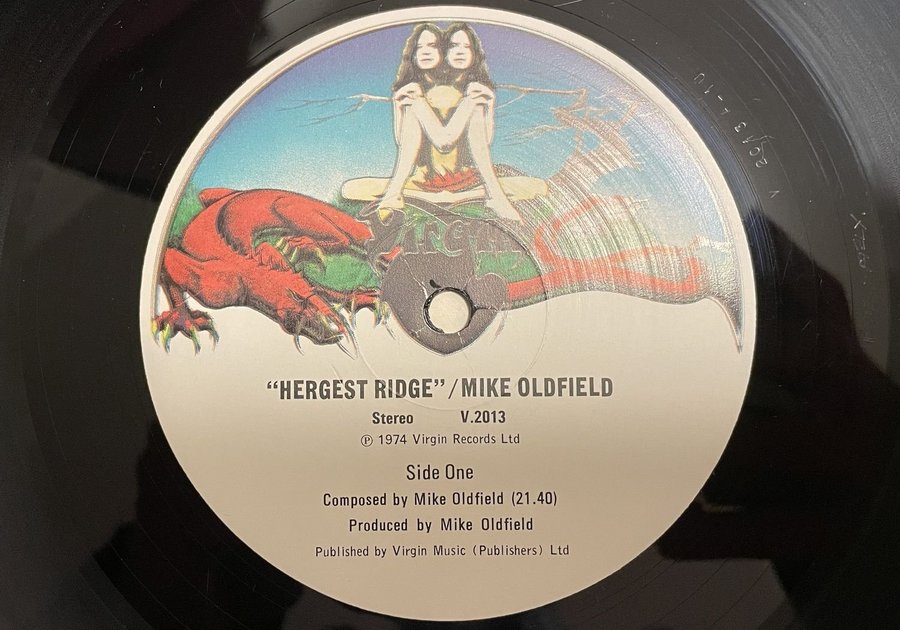 Virgin
"HERGEST RIDGE"/MIKE OLDFIELD
Stereo V.2013
℗ 1974 Virgin Records Ltd
Side One
Composed by Mike Oldfield (21.40)
Produced by Mike Oldfield
Published by Virgin Music (Publishers) Ltd